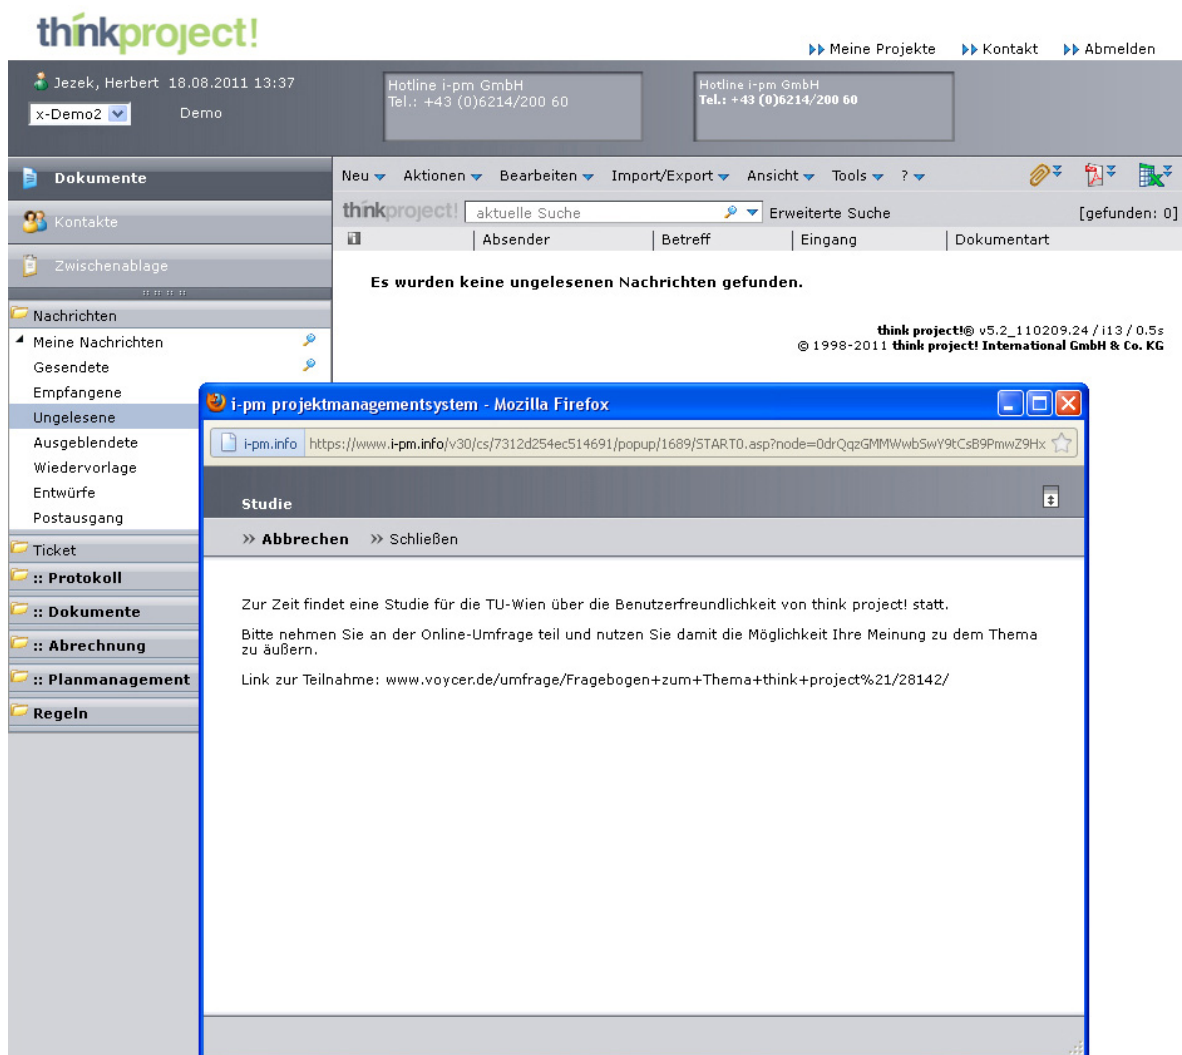 thinkproject!
Meine Projekte Kontakt Abmelden
Jezek, Herbert 18.08.2011 13:37
x-Demo2 Demo
Hotline i-pm GmbH
Tel.: +43 (0)6214/200 60
Hotline i-pm GmbH
Tel.: +43 (0)6214/200 60
Dokumente
Kontakte
Zwischenablage
Neu Aktionen Bearbeiten Import/Export Ansicht Tools ?
thinkproject! aktuelle Suche Erweiterte Suche [gefunden: 0]
Absender Betreff Eingang Dokumentart
Es wurden keine ungelesenen Nachrichten gefunden.
think project!® v5.2_110209.24 / i13 / 0.5s
© 1998-2011 think project! International GmbH & Co. KG
Nachrichten
Meine Nachrichten
Gesendete
Empfangene
Ungelesene
Ausgeblendete
Wiedervorlage
Entwürfe
Postausgang
Ticket
:: Protokoll
:: Dokumente
:: Abrechnung
:: Planmanagement
Regeln
i-pm projektmanagementsystem - Mozilla Firefox
i-pm.info https://www.i-pm.info/v30/cs/7312d254ec514691/popup/1689/START0.asp?node=0drQqzGMMWwbSwY9tCsB9PmwZ9Hx
Studie
» Abbrechen » Schließen
Zur Zeit findet eine Studie für die TU-Wien über die Benutzerfreundlichkeit von think project! statt.
Bitte nehmen Sie an der Online-Umfrage teil und nutzen Sie damit die Möglichkeit Ihre Meinung zu dem Thema
zu äußern.
Link zur Teilnahme: www.voycer.de/umfrage/Fragebogen+zum+Thema+think+project%21/28142/